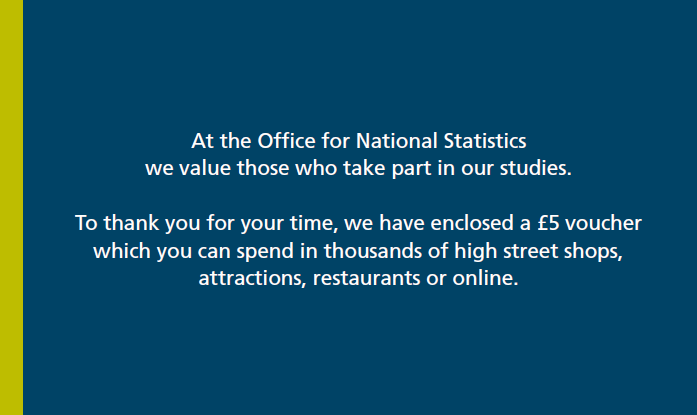 At the Office for National Statistics
we value those who take part in our studies.
To thank you for your time, we have enclosed a £5 voucher
which you can spend in thousands of high street shops,
attractions, restaurants or online.